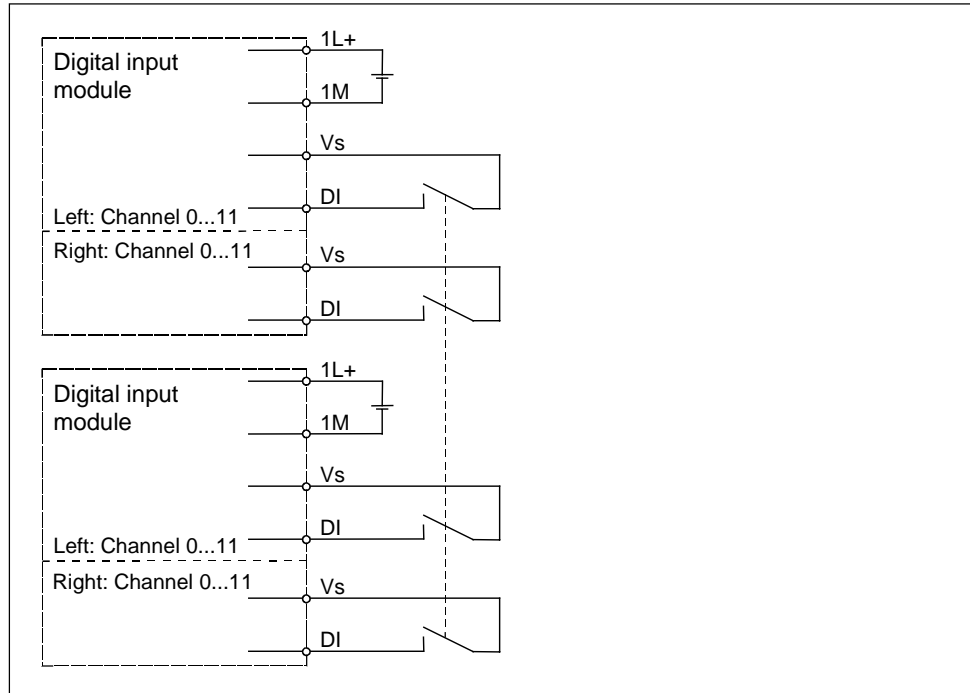 Digital input
module
1L+
1M
Vs
DI
Left: Channel 0...11
Right: Channel 0...11
Vs
DI
Digital input
module
1L+
1M
Vs
DI
Left: Channel 0...11
Right: Channel 0...11
Vs
DI